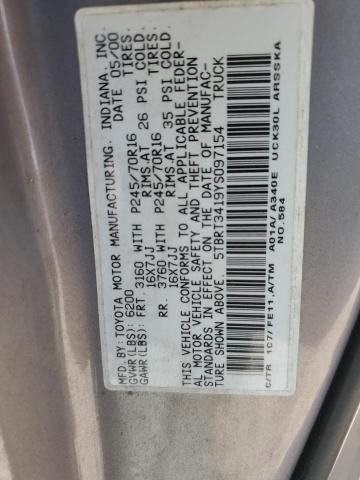 MFD.BY:TOYOTA MOTOR MANUFACTURING, INDIANA, INC.
GVWR(LBS): 6200 DATE 05/00
GAWR(LBS): FRT. 3160 WITH P245/70R16
16X7JJ RIMS AT 26 PSI COLD.
RR. 3760 WITH P245/70R16
16X7JJ RIMS AT 35 PSI COLD.
THIS VEHICLE CONFORMS TO ALL APPLICABLE FEDER-
AL MOTOR VEHICLE SAFETY AND THEFT PREVENTION
STANDARDS IN EFFECT ON THE DATE OF MANUFAC-
TURE SHOWN ABOVE. 5TBRT3419YS097154 TRUCK
C/TR 1C7/FE11.A/TM A01A/A340E UCK30L ARSSKA
NO.584